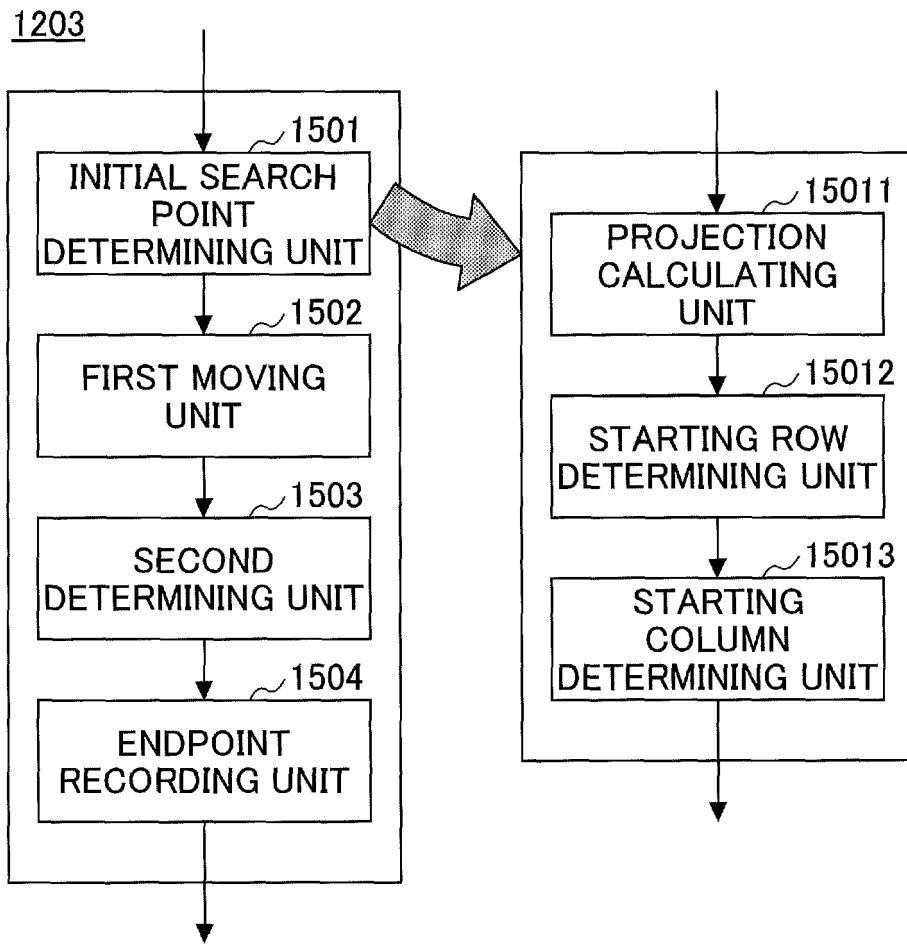 1203
1501
INITIAL SEARCH
POINT
DETERMINING UNIT
1502
FIRST MOVING
UNIT
1503
SECOND
DETERMINING UNIT
1504
ENDPOINT
RECORDING UNIT
15011
PROJECTION
CALCULATING
UNIT
15012
STARTING ROW
DETERMINING UNIT
15013
STARTING
COLUMN
DETERMINING UNIT